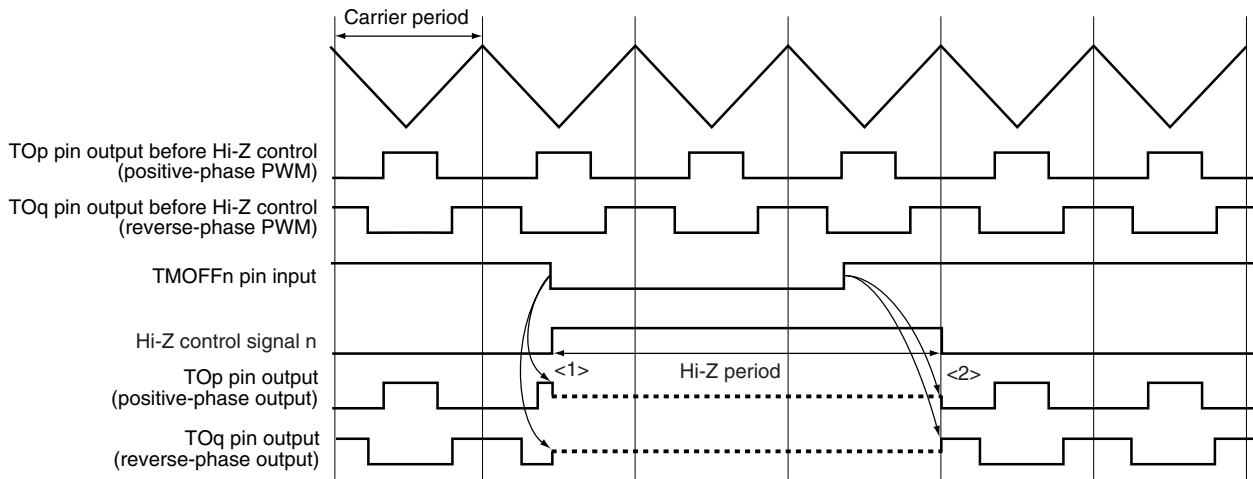 Carrier period
TOp pin output before Hi-Z control
(positive-phase PWM)
TOq pin output before Hi-Z control
(reverse-phase PWM)
TMOFFn pin input
Hi-Z control signal n
<1>
Hi-Z period
<2>
TOp pin output
(positive-phase output)
TOq pin output
(reverse-phase output)